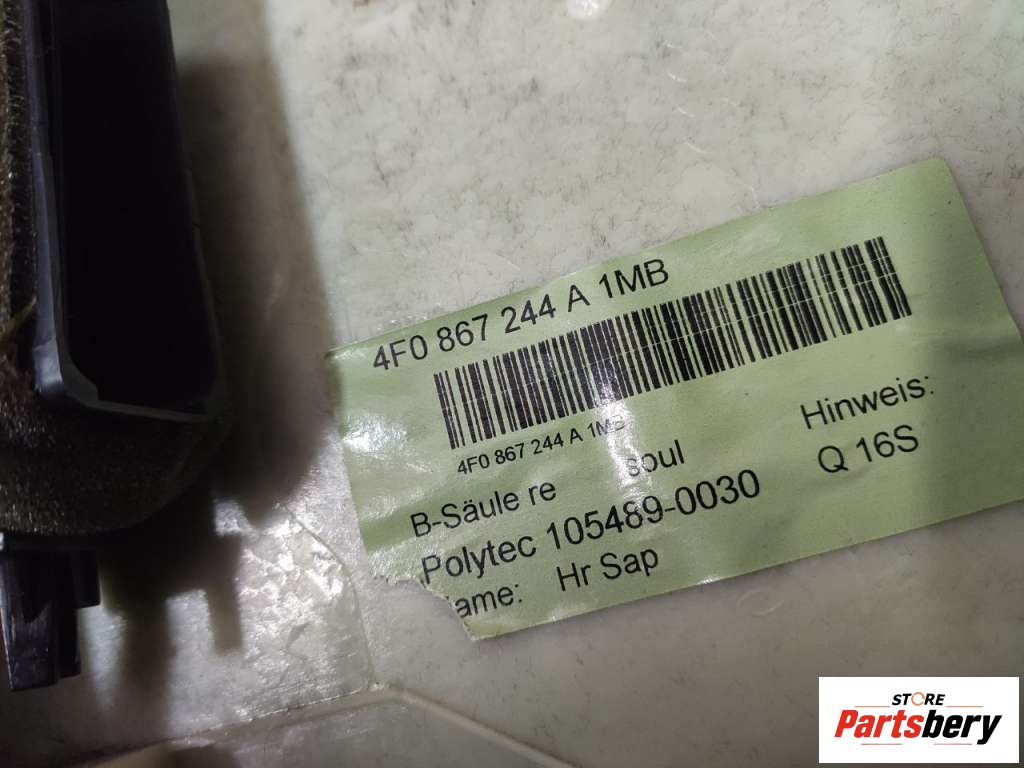 4F0 867 244 A 1MB
4F0 867 244 A 1MB
B-Säule re soul
Hinweis:
Polytec 105489-0030
Q 16S
Hr Sap
STORE
Partsbery